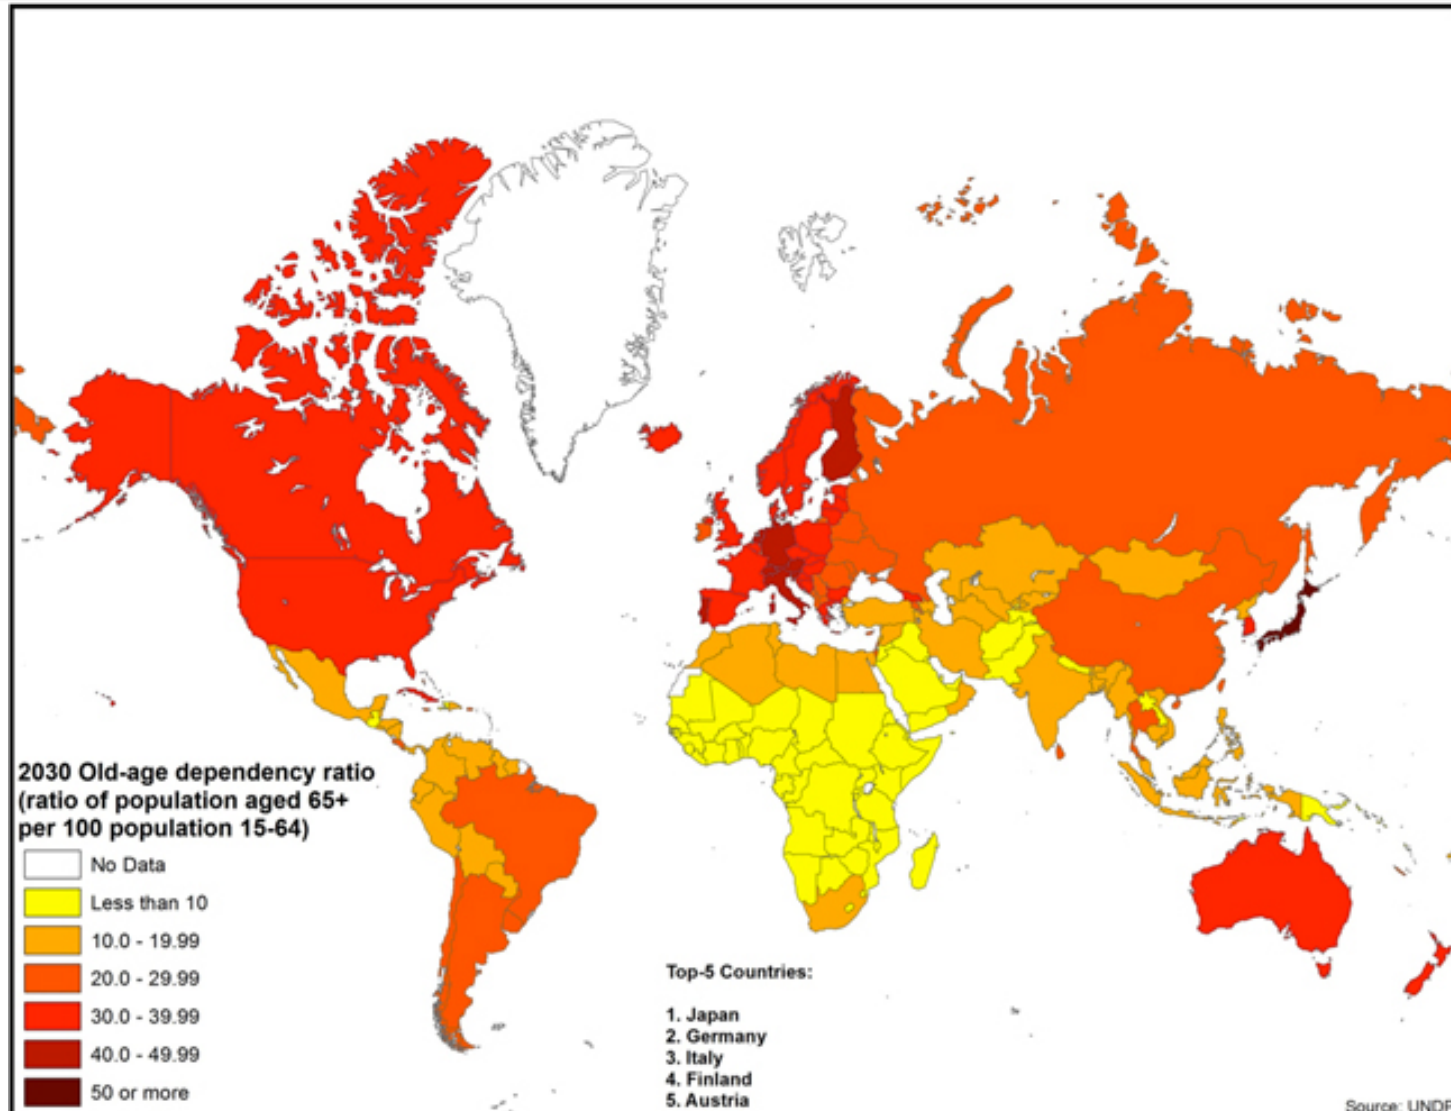 2030 Old-age dependency ratio
(ratio of population aged 65+
per 100 population 15-64)
No Data
Less than 10
10.0 - 19.99
20.0 - 29.99
30.0 - 39.99
40.0 - 49.99
50 or more
Top-5 Countries:
1. Japan
2. Germany
3. Italy
4. Finland
5. Austria
Source: